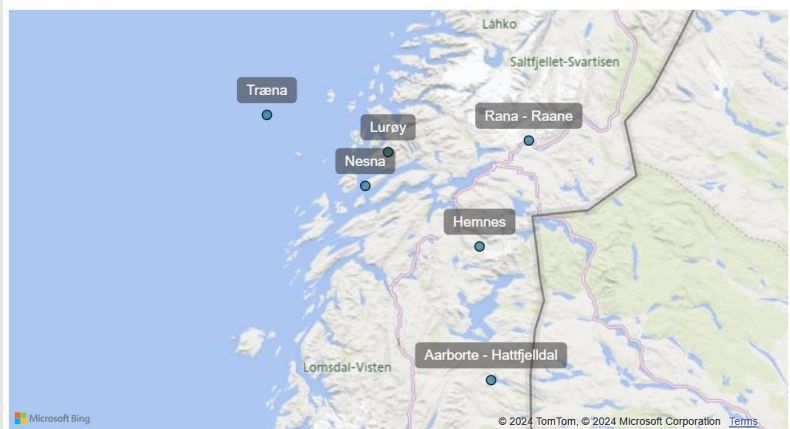 Láhko
Saltfjellet-Svartisen
Træna
Rana - Raane
Lurøy
Nesna
Hemnes
Aarborte - Hattfjelldal
Lomsdal-Visten
Microsoft Bing
© 2024 TomTom, © 2024 Microsoft Corporation Terms